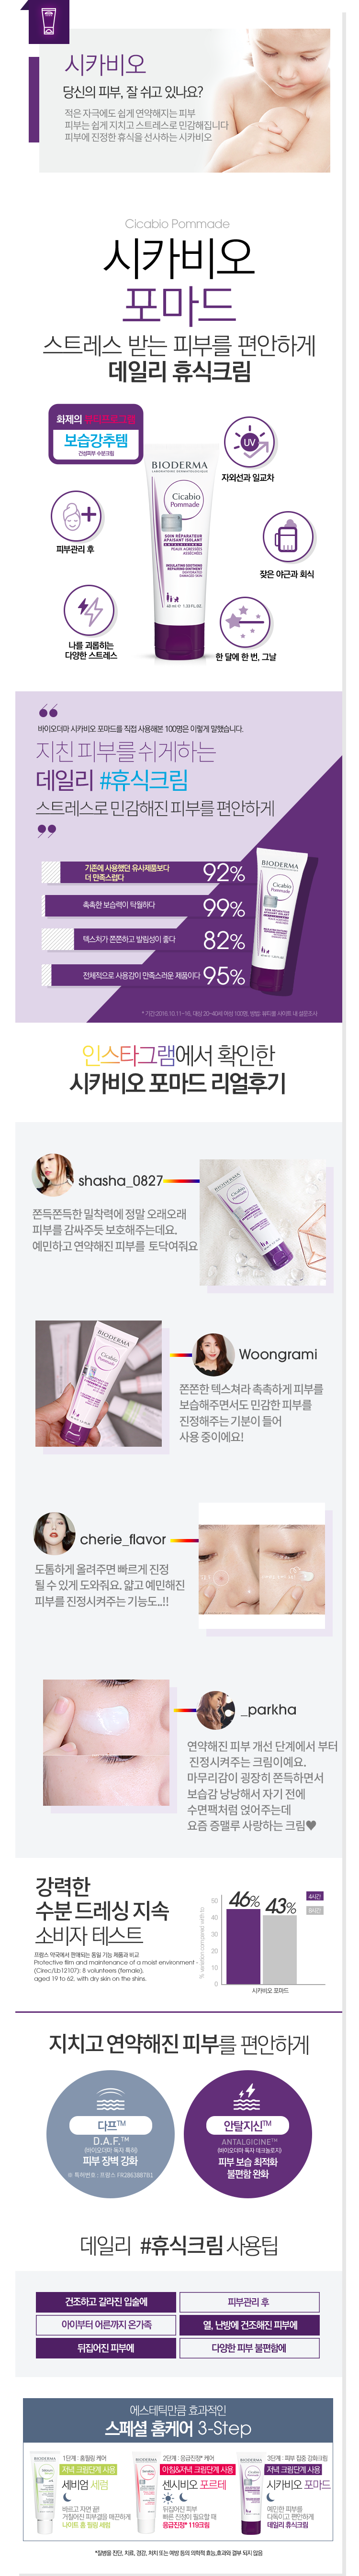 시카비오
당신의 피부, 잘 쉬고 있나요?
적은 자극에도 쉽게 연약해지는 피부
피부는 쉽게 지치고 스트레스로 민감해집니다
피부에 진정한 휴식을 선사하는 시카비오
Cicabio Pommade
시카비오
포마드
스트레스 받는 피부를 편안하게
데일리 휴식크림
화제의
보습강추템
건성피부 수분크림
UV
자외선과 일교차
피부관리 후
잦은 야근과 회식
나를 괴롭히는
다양한 스트레스
한 달에 한 번, 그날
BIODERMA
LABORATOIRE DERMATOLOGIQUE
Cicabio
Pommade
SOIN RÉPARATEUR
APAISANT ISOLANT
PEAUX AGRESSÉES
ASSÉCHÉES
INSULATING SOOTHING
REPAIRING OINTMENT
DEHYDRATED
DAMAGED SKIN
40 ml ℮ 1.33 FL.OZ.
바이오더마 시카비오 포마드를 직접 사용해본 100명은 이렇게 말했습니다.
지친 피부를 쉬게하는
데일리 #휴식크림
스트레스로 민감해진 피부를 편안하게
기존에 사용했던 유사제품보다
더 만족스럽다
92%
촉촉한 보습력이 탁월하다
99%
텍스처가 쫀쫀하고 발림성이 좋다
82%
전체적으로 사용감이 만족스러운 제품이다
95%
BIODERMA
Cicabio
Pommade
* 기간 2016.10.11~16, 대상 20~40세 여성 100명, 방법: 뷰티몰 사이트 내 설문조사
인스타그램에서 확인한
시카비오 포마드 리얼후기
shasha_0827
쫀득쫀득한 밀착력에 정말 오래오래
피부를 감싸주듯 보호해주는데요.
예민하고 연약해진 피부를 토닥여줘요
BIODERMA
Cicabio
Pommade
BIODERMA
Cicabio
Pommade
Woongrami
쫀쫀한 텍스쳐라 촉촉하게 피부를
보습해주면서도 민감한 피부를
진정해주는 기분이 들어
사용 중이에요!
cherie_flavor
도톰하게 올려주면 빠르게 진정
될 수 있게 도와줘요. 얇고 예민해진
피부를 진정시켜주는 기능도..!!
_parkha
연약해진 피부 개선 단계에서 부터
진정시켜주는 크림이예요.
마무리감이 굉장히 쫀득하면서
보습감 낭낭해서 자기 전에
수면팩처럼 얹어주는데
요즘 증맬루 사랑하는 크림♥
강력한
수분 드레싱 지속
소비자 테스트
프랑스 약국에서 판매되는 동일 기능 제품과 비교
Protective film and maintenance of a moist environment –
(Cirec/Lb12107): 8 volunteers (female),
aged 19 to 62, with dry skin on the shins.
% variation compared with to
50
40
30
20
10
0
46%
43%
4시간
8시간
시카비오 포마드
지치고 연약해진 피부를 편안하게
다프™
D.A.F.™
(바이오더마 독자 특허)
피부 장벽 강화
※ 특허번호 : 프랑스 FR2863887B1
안탈지신™
ANTALGICINE™
(바이오더마 독자 테크놀로지)
피부 보습 최적화
불편함 완화
데일리 #휴식크림 사용팁
건조하고 갈라진 입술에
피부관리 후
아이부터 어른까지 온가족
열, 난방에 건조해진 피부에
뒤집어진 피부에
다양한 피부 불편함에
에스테틱만큼 효과적인
스페셜 홈케어 3-Step
1단계 : 홈필링 케어
저녁 크림단계 사용
세비엄 세럼
바르고 자면 끝!
거칠어진 피부결을 매끈하게
나이트 홈 필링 세럼
2단계 : 응급진정* 케어
아침&저녁 크림단계 사용
센시비오 포르테
뒤집어진 피부
빠른 진정이 필요할 때
응급진정* 119크림
3단계 : 피부 집중 강화크림
저녁 크림단계 사용
시카비오 포마드
예민한 피부를
다독이고 편안하게
데일리 휴식크림
*질병을 진단, 치료, 경감, 처치 또는 예방 등의 의학적 효능,효과와 결부 되지 않음